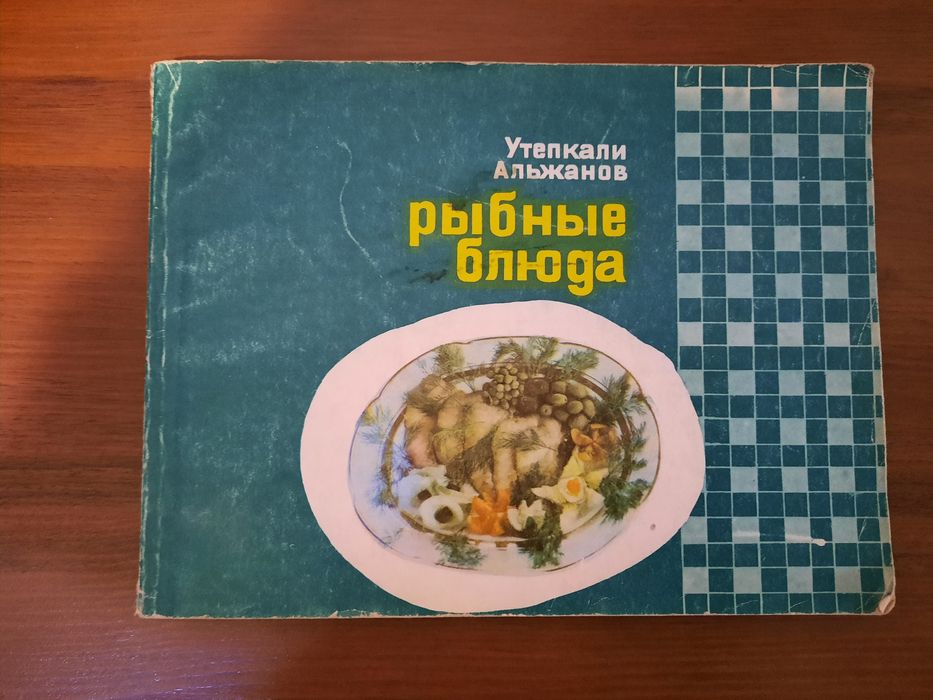 Утепкали
Альжанов
рыбные
блюда